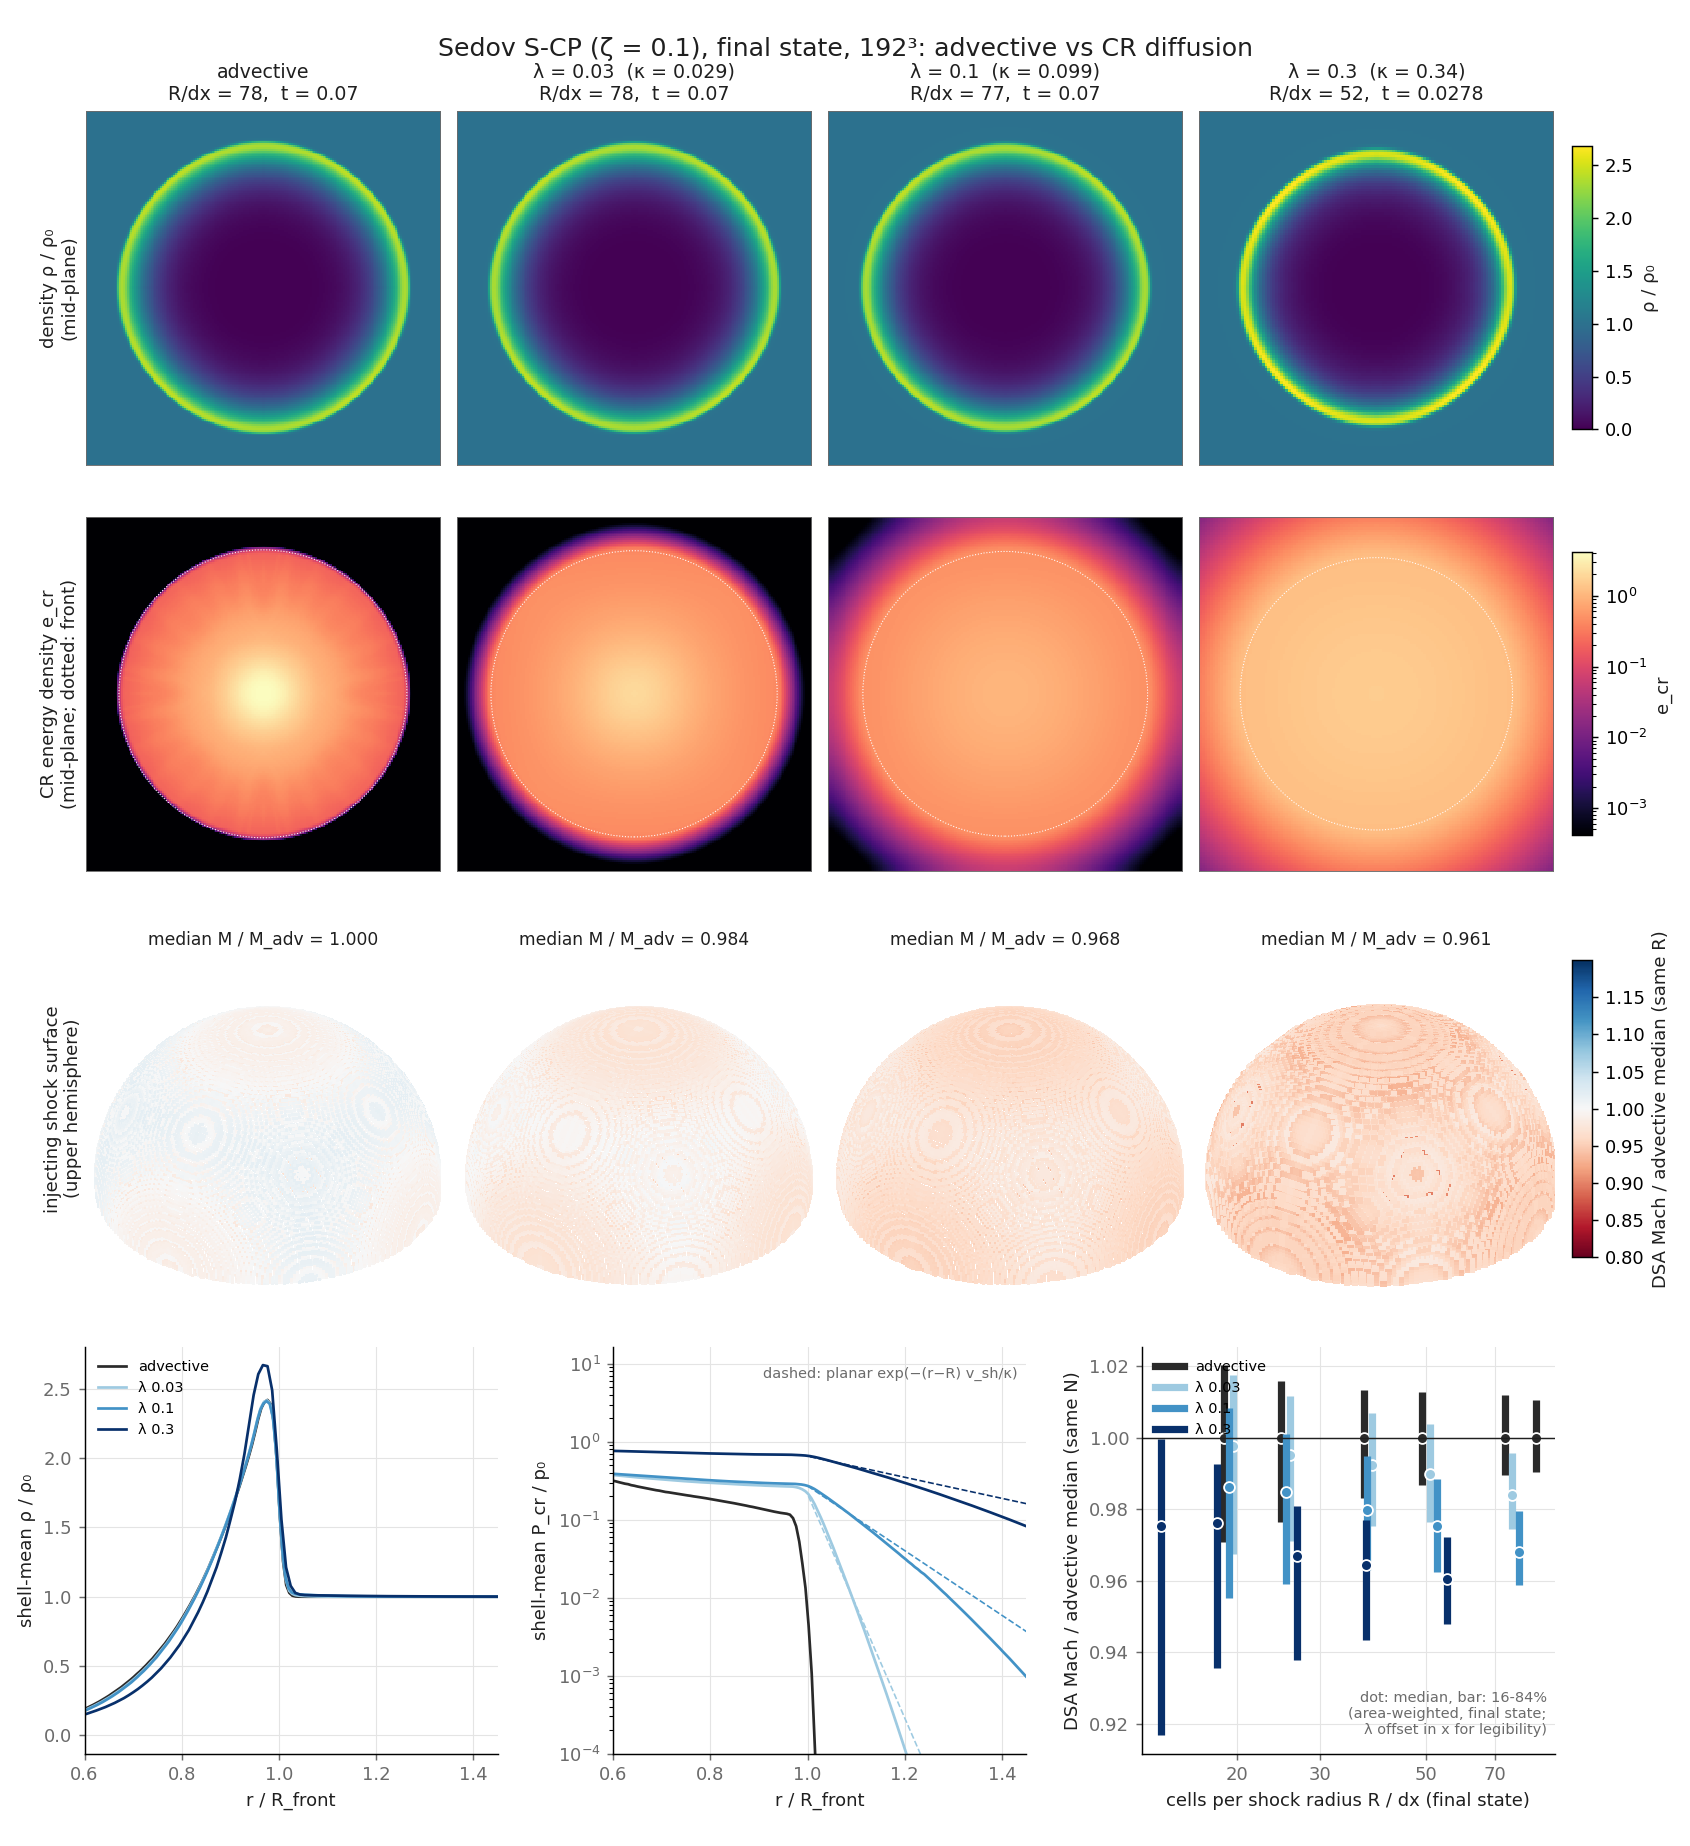 Sedov S-CP (ζ = 0.1), final state, 192³: advective vs CR diffusion
advective
R/dx = 78,  t = 0.07
λ = 0.03  (κ = 0.029)
R/dx = 78,  t = 0.07
λ = 0.1  (κ = 0.099)
R/dx = 77,  t = 0.07
λ = 0.3  (κ = 0.34)
R/dx = 52,  t = 0.0278
density ρ / ρ₀
(mid-plane)
2.5
2.0
1.5
1.0
0.5
0.0
ρ / ρ₀
CR energy density e_cr
(mid-plane; dotted: front)
10⁰
10⁻¹
10⁻²
10⁻³
e_cr
median M / M_adv = 1.000
median M / M_adv = 0.984
median M / M_adv = 0.968
median M / M_adv = 0.961
injecting shock surface
(upper hemisphere)
1.15
1.10
1.05
1.00
0.95
0.90
0.85
0.80
DSA Mach / advective median (same R)
shell-mean ρ / ρ₀
2.5
2.0
1.5
1.0
0.5
0.0
advective
λ 0.03
λ 0.1
λ 0.3
0.6
0.8
1.0
1.2
1.4
r / R_front
shell-mean P_cr / p₀
10¹
10⁰
10⁻¹
10⁻²
10⁻³
10⁻⁴
dashed: planar exp(−(r−R) v_sh/κ)
0.6
0.8
1.0
1.2
1.4
r / R_front
DSA Mach / advective median (same N)
1.02
1.00
0.98
0.96
0.94
0.92
advective
λ 0.03
λ 0.1
λ 0.3
dot: median, bar: 16-84%
(area-weighted, final state;
λ offset in x for legibility)
20
30
50
70
cells per shock radius R / dx (final state)